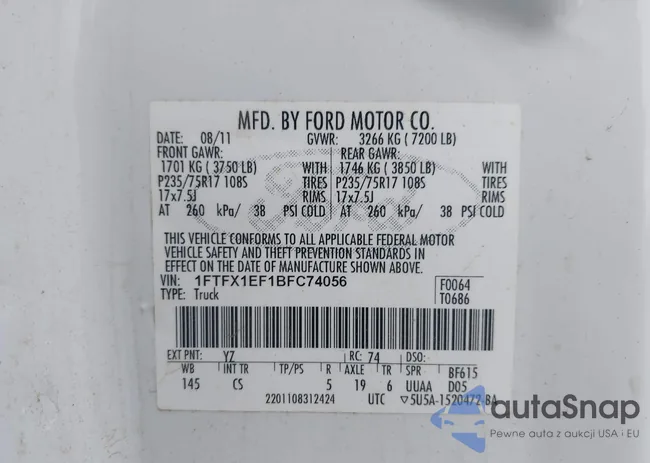 MFD. BY FORD MOTOR CO.
DATE: 08/11 GVWR: 3266 KG ( 7200 LB)
FRONT GAWR: REAR GAWR:
1701 KG ( 3750 LB) WITH 1746 KG ( 3850 LB) WITH
P235/75R17 108S TIRES P235/75R17 108S TIRES
17x7.5J RIMS 17x7.5J RIMS
AT 260 kPa/ 38 PSI COLD AT 260 kPa/ 38 PSI COLD
THIS VEHICLE CONFORMS TO ALL APPLICABLE FEDERAL MOTOR
VEHICLE SAFETY AND THEFT PREVENTION STANDARDS IN
EFFECT ON THE DATE OF MANUFACTURE SHOWN ABOVE.
VIN: 1FTFX1EF1BFC74056 F0064
TYPE: Truck T0686
EXT PNT: YZ RC: 74 DSO:
WB INT TR TP/PS R AXLE TR SPR BF615
145 CS 5 19 6 UUAA D05
2201108312424 UTC ▽5U5A-1520472-BA
Ford
autaSnap
Pewne auta z aukcji USA i EU